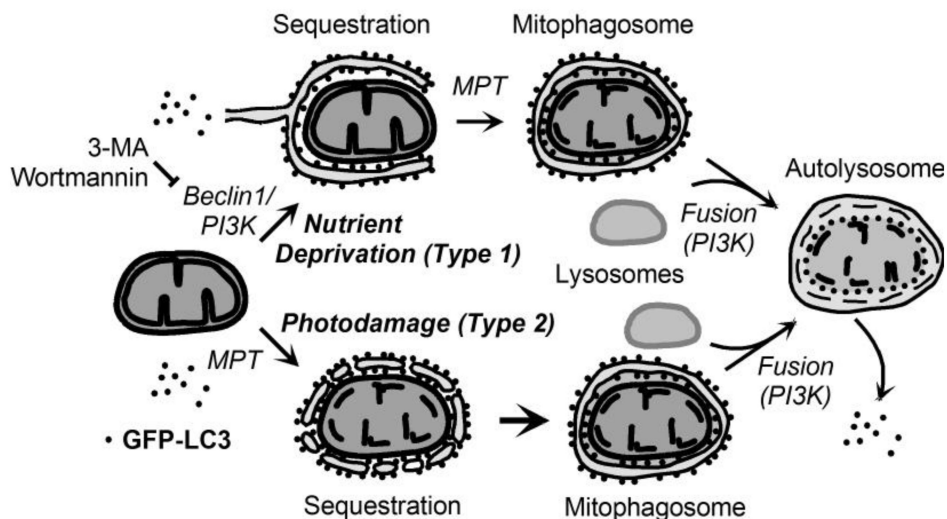 Sequestration
Mitophagosome
MPT
3-MA
Wortmannin
Beclin1/
PI3K
Nutrient
Deprivation (Type 1)
Autolysosome
Fusion
(PI3K)
Lysosomes
Photodamage (Type 2)
MPT
Fusion
(PI3K)
• GFP-LC3
Sequestration
Mitophagosome